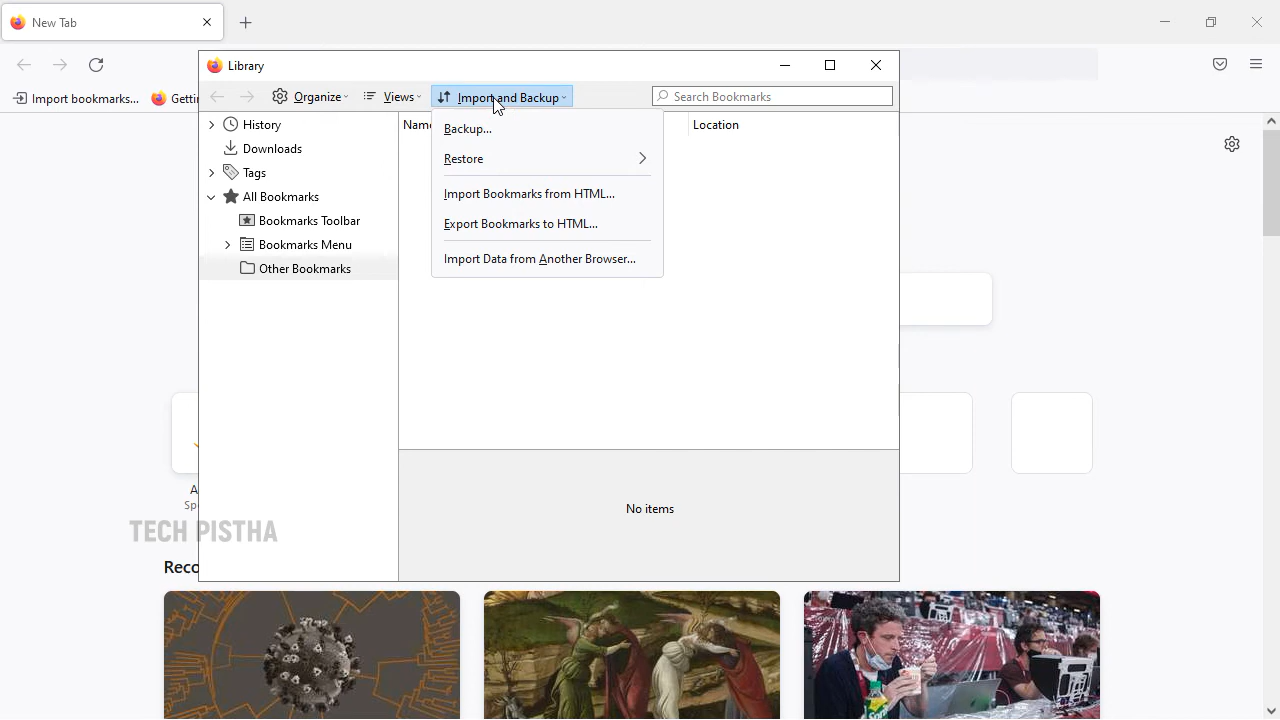 New Tab
Import bookmarks...
Getti
Library
Organize
Views
Import and Backup
Search Bookmarks
History
Downloads
Tags
All Bookmarks
Bookmarks Toolbar
Bookmarks Menu
Other Bookmarks
Name
Location
Backup...
Restore
Import Bookmarks from HTML...
Export Bookmarks to HTML...
Import Data from Another Browser...
No items
A
Sp
TECH PISTHA
Reco